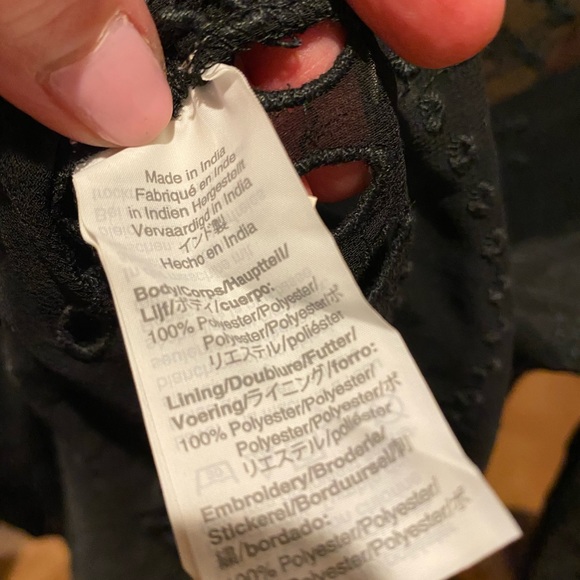 Made in India
Fabriqué en Inde
in Indien Hergestellt
Vervaardigd in India
インド製
Hecho en India
Body/Corps/Hauptteil/
Lijf/ボディ/cuerpo:
100% Polyester/Polyester/
Polyester/Polyester/ポ
リエステル/poliéster
Lining/Doublure/Futter/
Voering/ライニング/forro:
100% Polyester/Polyester/
Polyester/Polyester/ポ
リエステル/poliéster
Embroidery/Broderie/
Stickerei/Borduursel/刺
繍/bordado:
100% Polyester/Polyester/
Polyester/Polyester/ポ